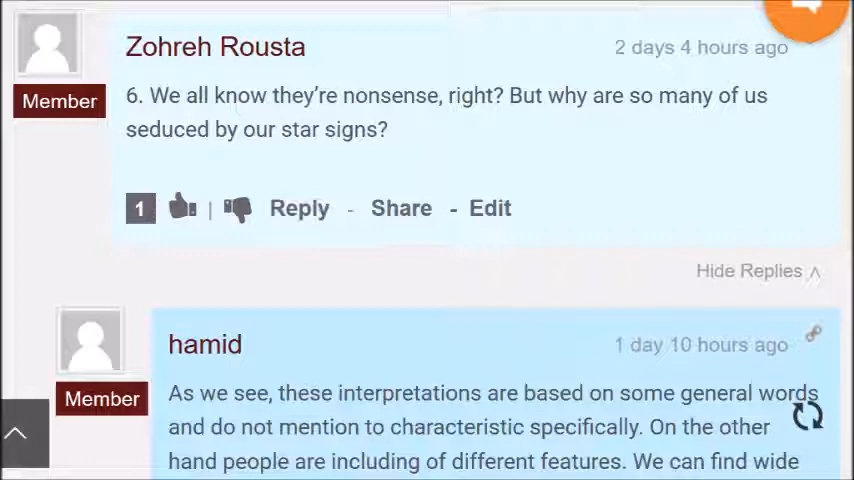 Zohreh Rousta
2 days 4 hours ago
Member
6. We all know they’re nonsense, right? But why are so many of us
seduced by our star signs?
1 | Reply - Share - Edit
Hide Replies
hamid
1 day 10 hours ago
Member
As we see, these interpretations are based on some general words
and do not mention to characteristic specifically. On the other
hand people are including of different features. We can find wide